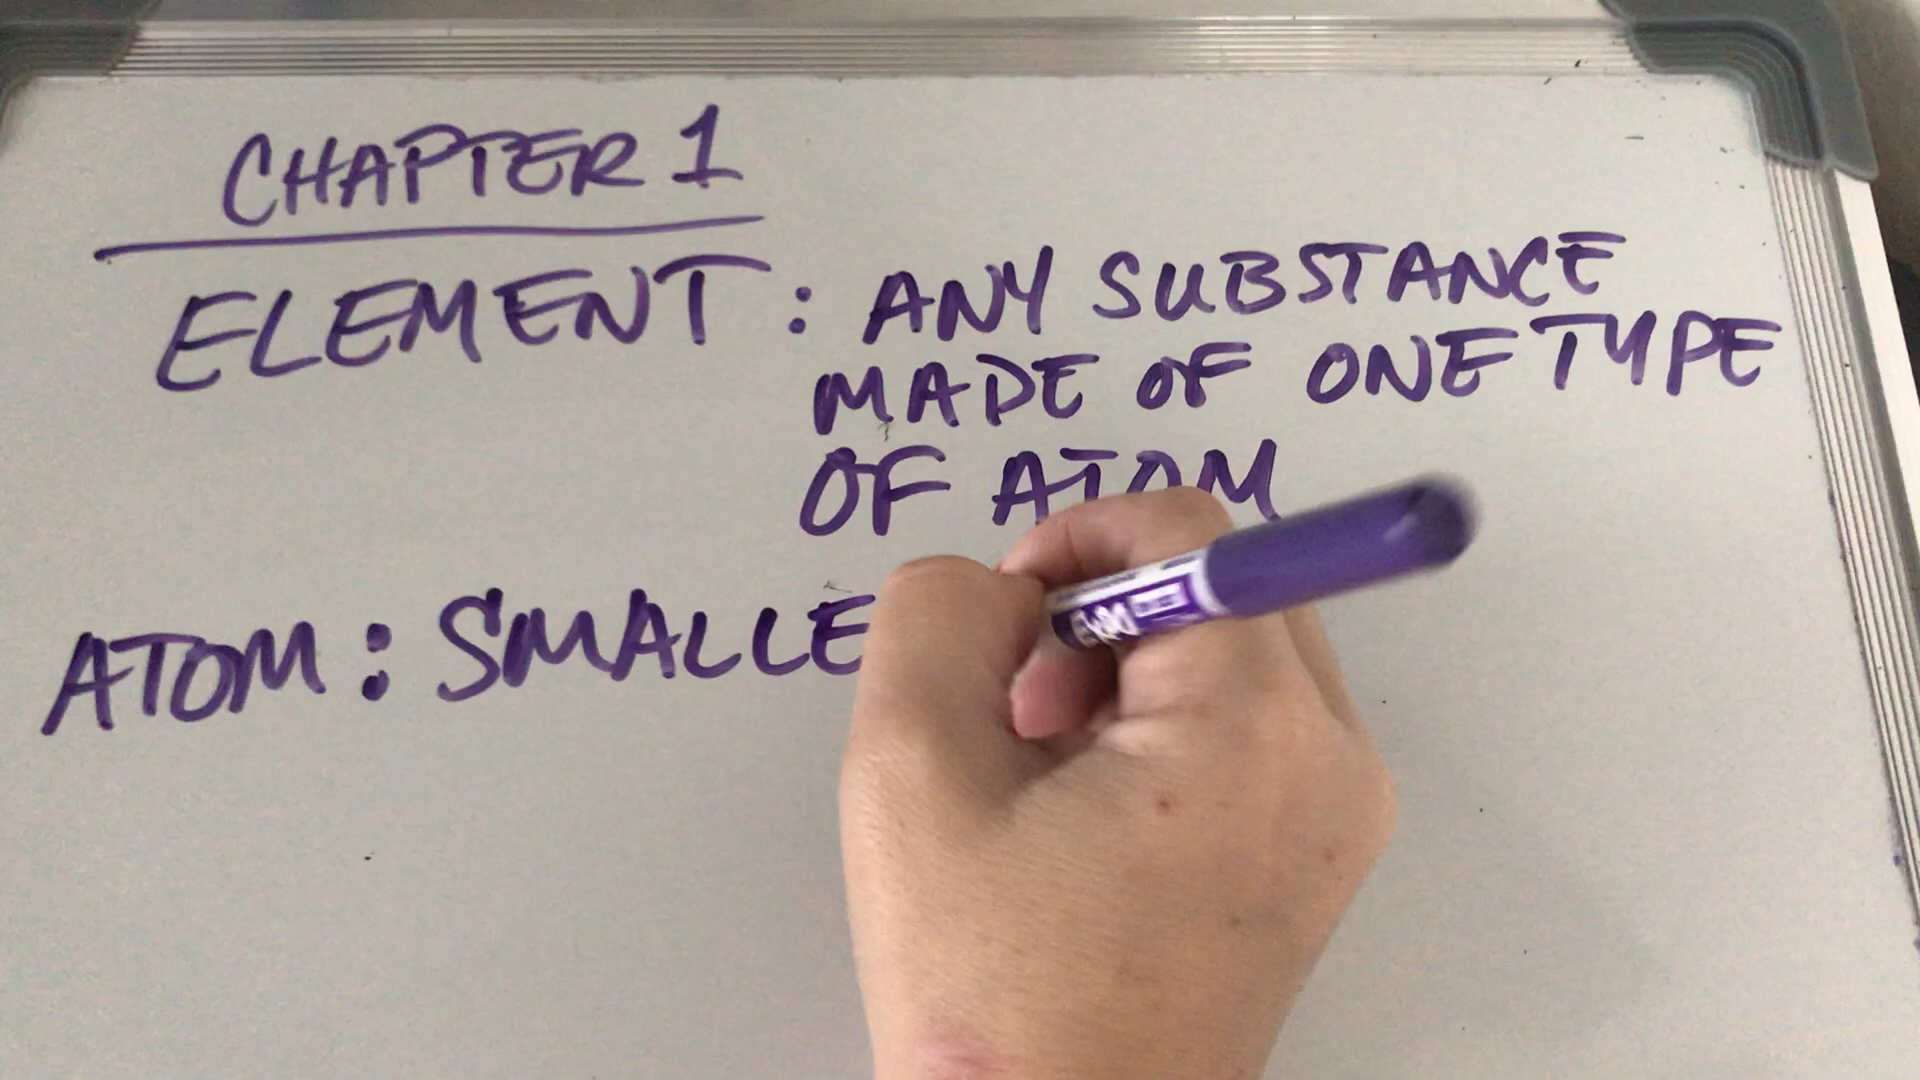 CHAPTER 1
ELEMENT: ANY SUBSTANCE
MADE OF ONE TYPE
OF ATOM
ATOM: SMALLE